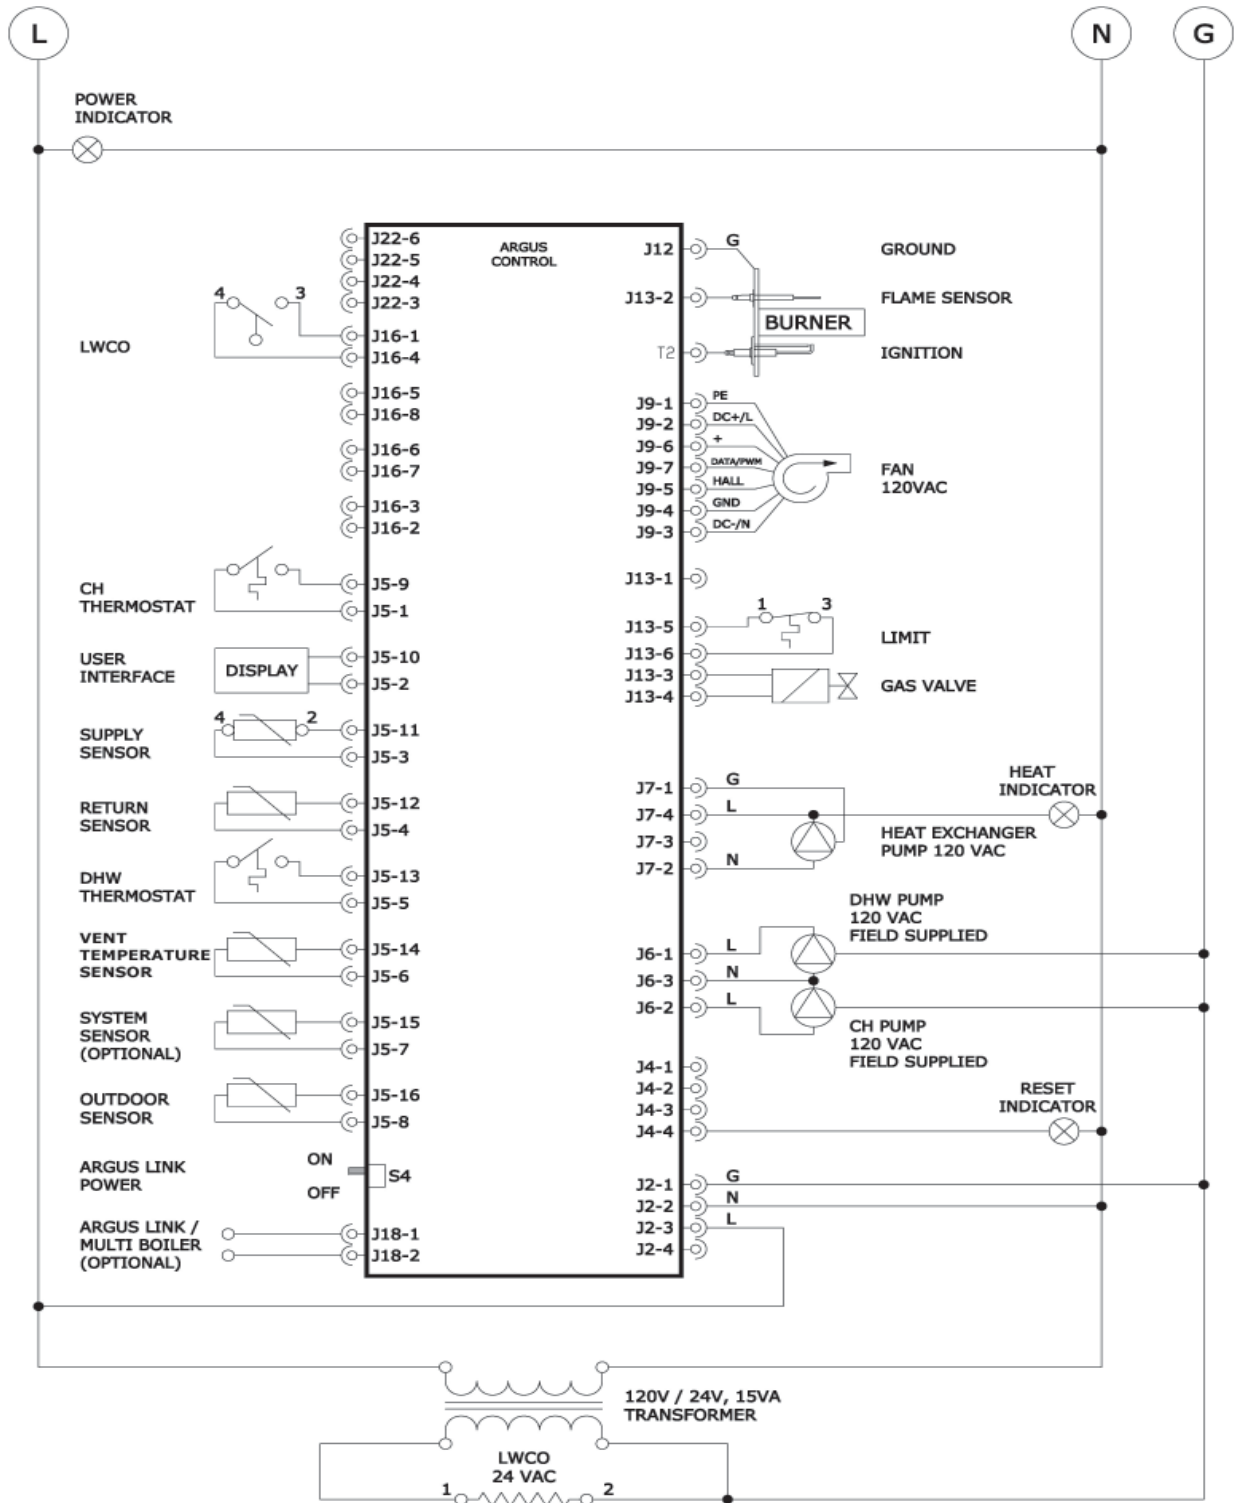 L
N
G
POWER
INDICATOR
ARGUS
CONTROL
J22-6
J22-5
J22-4
J22-3
4
3
LWCO
J16-1
J16-4
J16-5
J16-8
J16-6
J16-7
J16-3
J16-2
CH
THERMOSTAT
J5-9
J5-1
USER
INTERFACE
DISPLAY
J5-10
J5-2
SUPPLY
SENSOR
4
2
J5-11
J5-3
RETURN
SENSOR
J5-12
J5-4
DHW
THERMOSTAT
J5-13
J5-5
VENT
TEMPERATURE
SENSOR
J5-14
J5-6
SYSTEM
SENSOR
(OPTIONAL)
J5-15
J5-7
OUTDOOR
SENSOR
J5-16
J5-8
ARGUS LINK
POWER
ON
OFF
S4
ARGUS LINK /
MULTI BOILER
(OPTIONAL)
J18-1
J18-2
J12
G
GROUND
J13-2
FLAME SENSOR
BURNER
T2
IGNITION
J9-1 PE
J9-2 DC+/L
J9-6 +
J9-7 DATA/PWM
J9-5 HALL
J9-4 GND
J9-3 DC-/N
FAN
120VAC
J13-1
J13-5
1
3
J13-6
LIMIT
J13-3
J13-4
GAS VALVE
J7-1 G
J7-4 L
J7-3
J7-2 N
HEAT
INDICATOR
HEAT EXCHANGER
PUMP 120 VAC
DHW PUMP
120 VAC
FIELD SUPPLIED
J6-1 L
J6-3 N
J6-2 L
CH PUMP
120 VAC
FIELD SUPPLIED
J4-1
J4-2
J4-3
J4-4
RESET
INDICATOR
J2-1 G
J2-2 N
J2-3 L
J2-4
120V / 24V, 15VA
TRANSFORMER
LWCO
24 VAC
1
2